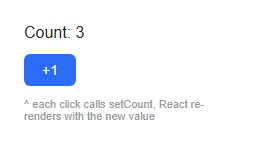 Count: 3
+1
^ each click calls setCount, React re-
renders with the new value